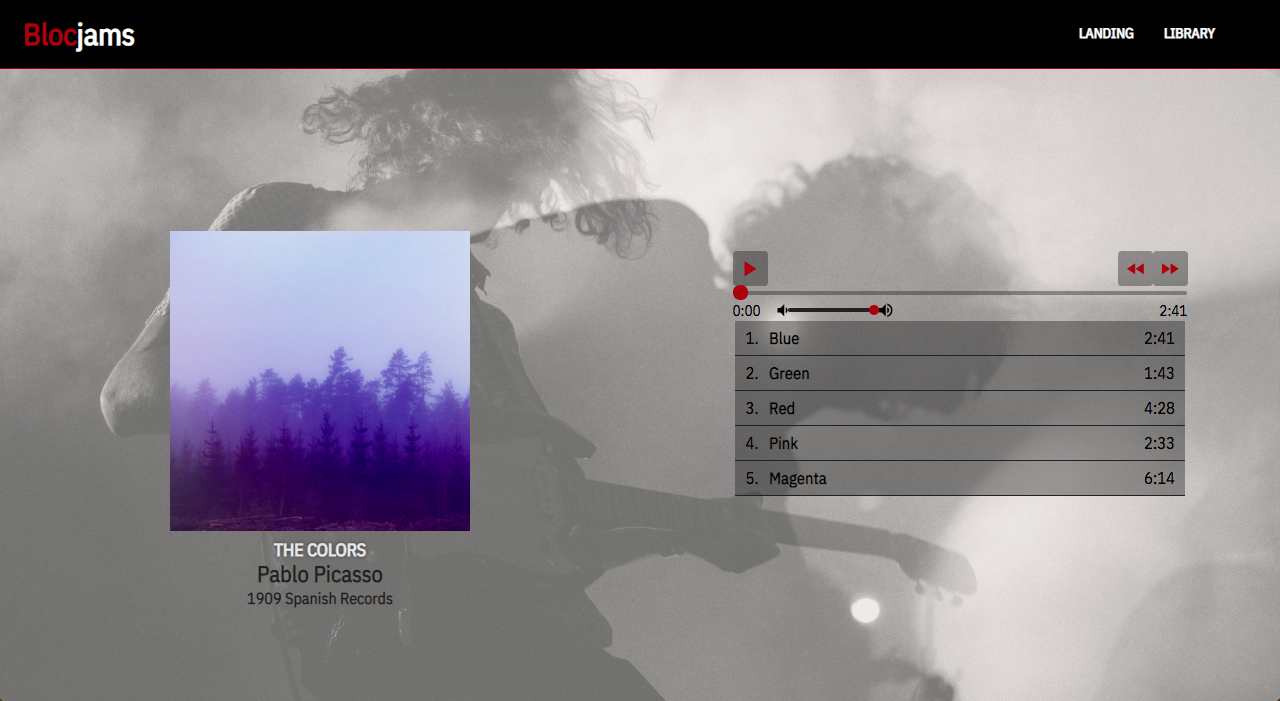 Blocjams
LANDING LIBRARY
0:00 2:41
1. Blue 2:41
2. Green 1:43
3. Red 4:28
4. Pink 2:33
5. Magenta 6:14
THE COLORS
Pablo Picasso
1909 Spanish Records